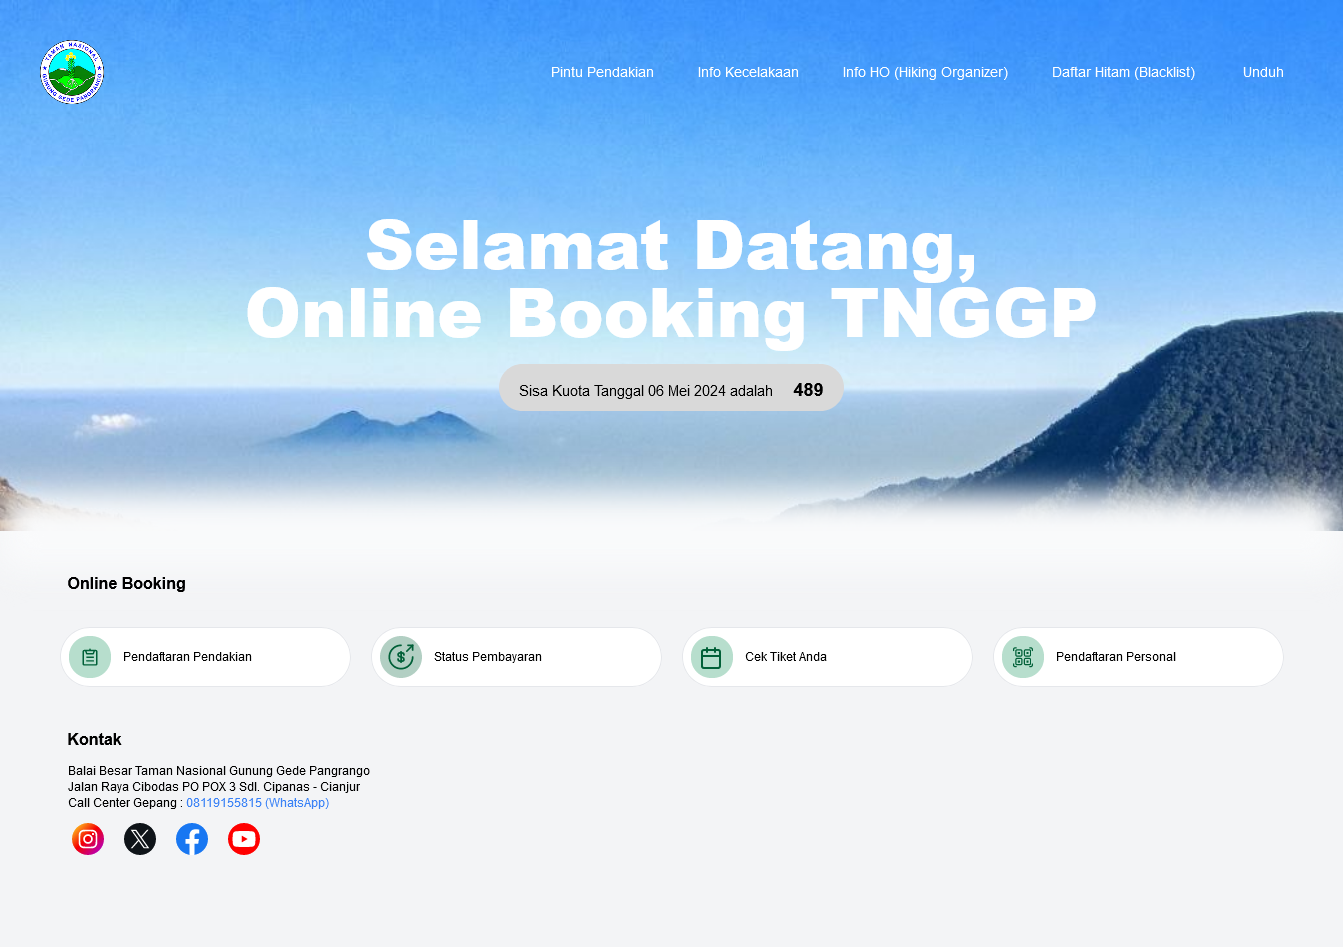 TAMAN NASIONAL
GUNUNG GEDE PANGRANGO
Pintu Pendakian
Info Kecelakaan
Info HO (Hiking Organizer)
Daftar Hitam (Blacklist)
Unduh
Selamat Datang,
Online Booking TNGGP
Sisa Kuota Tanggal 06 Mei 2024 adalah 489
Online Booking
Pendaftaran Pendakian
Status Pembayaran
Cek Tiket Anda
Pendaftaran Personal
Kontak
Balai Besar Taman Nasional Gunung Gede Pangrango
Jalan Raya Cibodas PO POX 3 Sdl. Cipanas - Cianjur
Call Center Gepang : 08119155815 (WhatsApp)